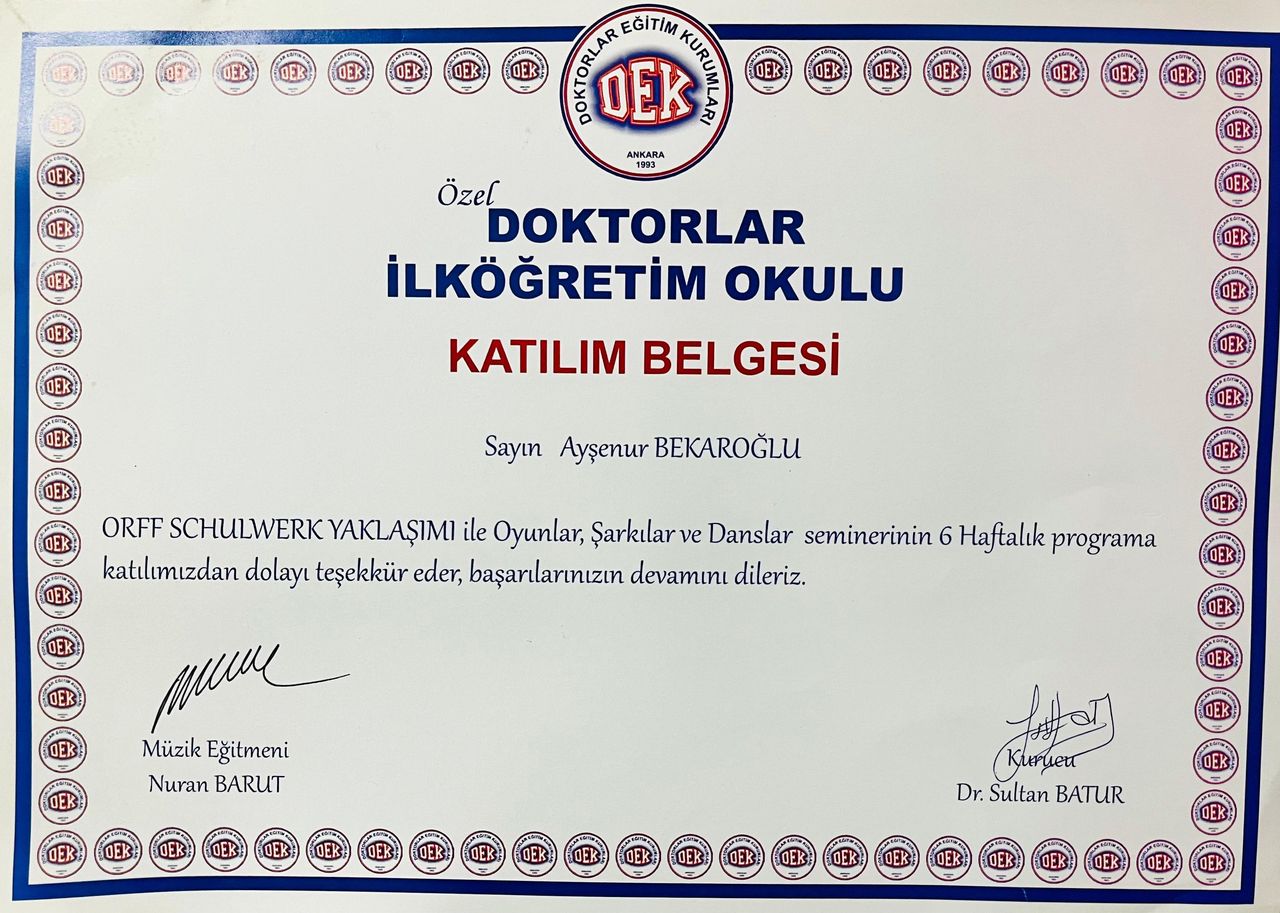 DOKTORLAR EĞİTİM KURUMLARI
DEK
ANKARA
1993
Özel
DOKTORLAR
İLKÖĞRETİM OKULU
KATILIM BELGESİ
Sayın Ayşenur BEKAROĞLU
ORFF SCHULWERK YAKLAŞIMI ile Oyunlar, Şarkılar ve Danslar seminerinin 6 Haftalık programa
katılımızdan dolayı teşekkür eder, başarılarınızın devamını dileriz.
Müzik Eğitmeni
Nuran BARUT
Kurucu
Dr. Sultan BATUR